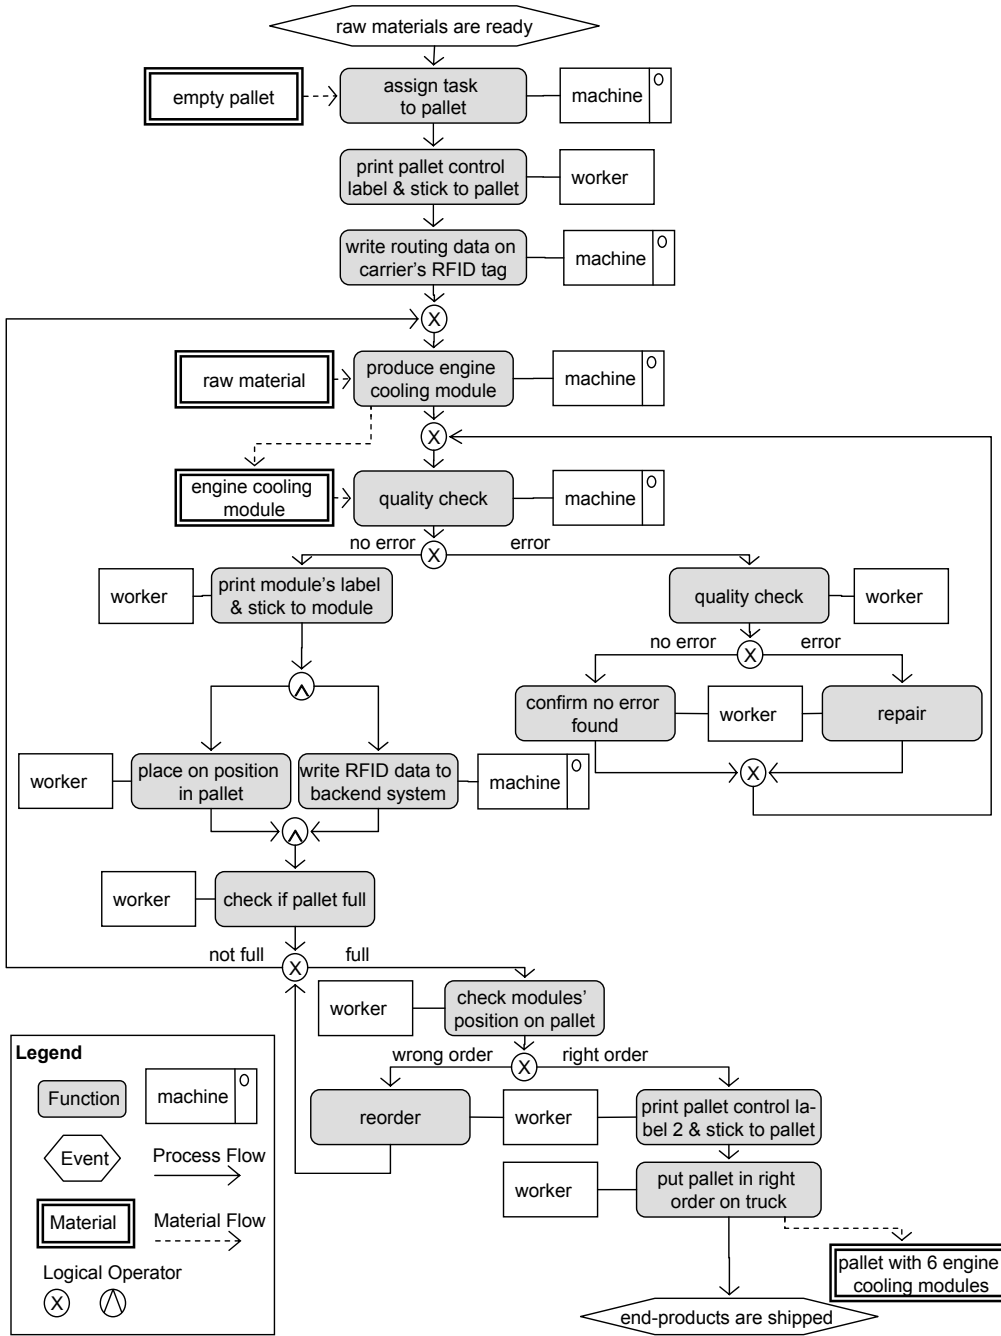 raw materials are ready
empty pallet
assign task
to pallet
machine
print pallet control
label & stick to pallet
worker
write routing data on
carrier's RFID tag
machine
X
raw material
produce engine
cooling module
machine
X
engine cooling
module
quality check
machine
no error
X
error
worker
print module's label
& stick to module
quality check
worker
no error
X
error
confirm no error
found
worker
repair
worker
place on position
in pallet
write RFID data to
backend system
machine
X
worker
check if pallet full
not full
X
full
worker
check modules'
position on pallet
wrong order
X
right order
reorder
worker
print pallet control la-
bel 2 & stick to pallet
worker
put pallet in right
order on truck
pallet with 6 engine
cooling modules
end-products are shipped
Legend
Function
machine
Event
Process Flow
Material
Material Flow
Logical Operator
X